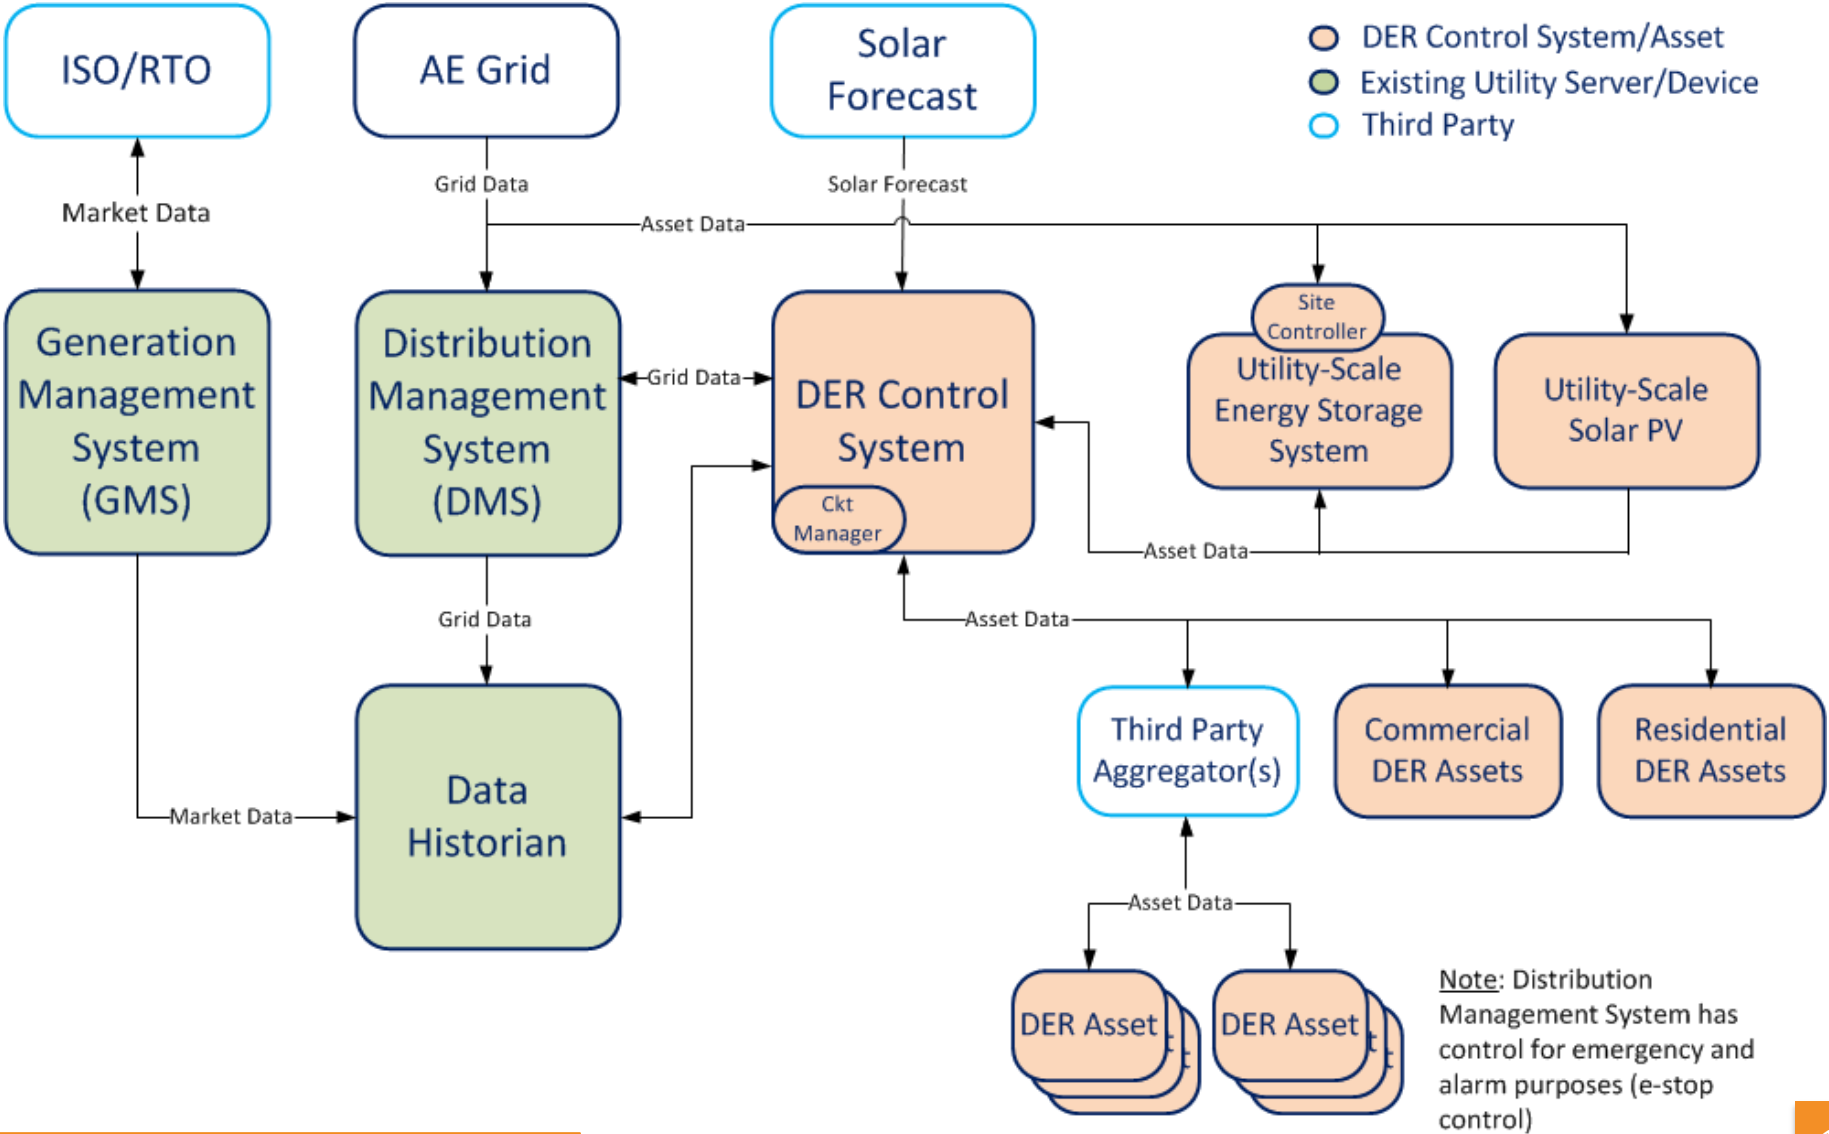 ISO/RTO
AE Grid
Solar
Forecast
DER Control System/Asset
Existing Utility Server/Device
Third Party
Market Data
Grid Data
Solar Forecast
Asset Data
Generation
Management
System
(GMS)
Distribution
Management
System
(DMS)
Grid Data
DER Control
System
Ckt
Manager
Site
Controller
Utility-Scale
Energy Storage
System
Utility-Scale
Solar PV
Asset Data
Grid Data
Asset Data
Market Data
Data
Historian
Third Party
Aggregator(s)
Commercial
DER Assets
Residential
DER Assets
Asset Data
DER Asset
t
t
DER Asset
t
t
Note: Distribution
Management System has
control for emergency and
alarm purposes (e-stop
control)